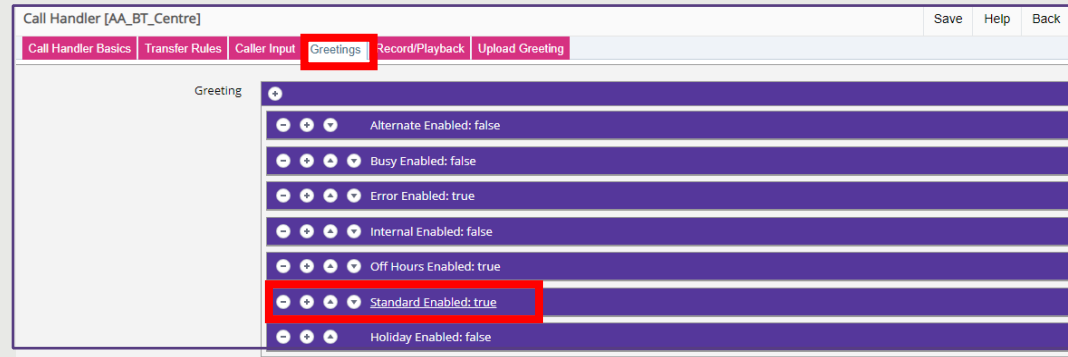 Call Handler [AA_BT_Centre] Save Help Back
Call Handler Basics Transfer Rules Caller Input Greetings Record/Playback Upload Greeting
Greeting
Alternate Enabled: false
Busy Enabled: false
Error Enabled: true
Internal Enabled: false
Off Hours Enabled: true
Standard Enabled: true
Holiday Enabled: false